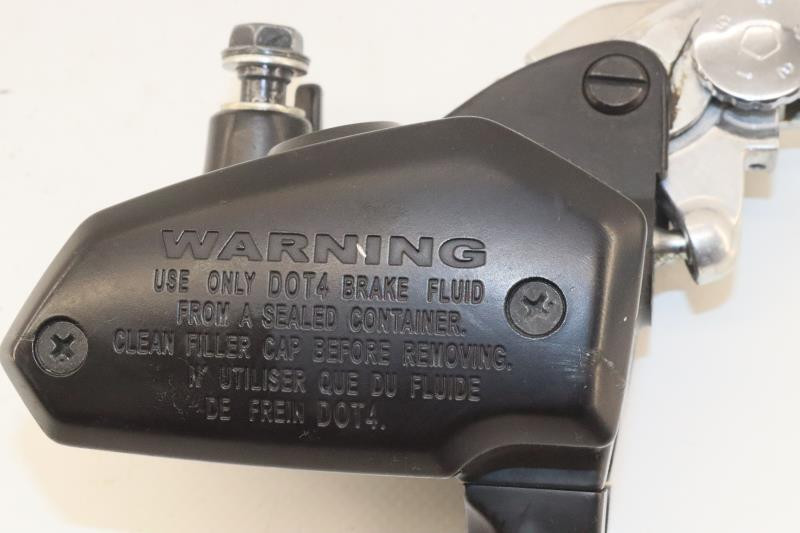 WARNING
USE ONLY DOT4 BRAKE FLUID
FROM A SEALED CONTAINER.
CLEAN FILLER CAP BEFORE REMOVING.
N' UTILISER QUE DU FLUIDE
DE FREIN DOT4.